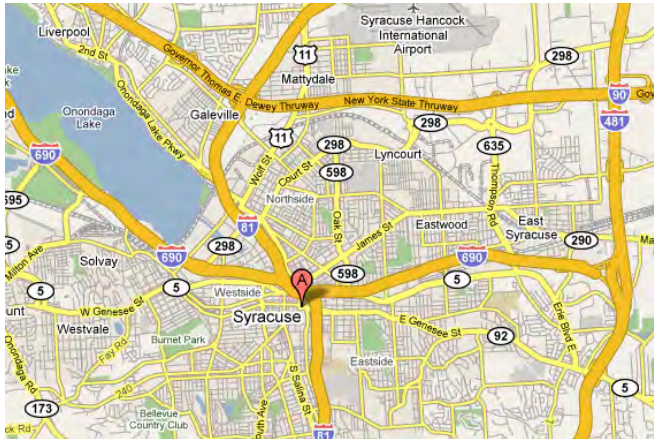 Liverpool
2nd St
Syracuse Hancock
International
Airport
11
Mattydale
298
Governor Thomas E. Dewey Thruway
New York State Thruway
90
481
Onondaga
Lake
Onondaga Lake Pkwy
Galeville
11
298
298
635
690
Wolf St
Court St
598
Lyncourt
Thompson Rd
Northside
Oak St
595
81
298
James St
Eastwood
East
Syracuse
290
Milton Ave
Solvay
690
598
690
5
5
Westside
A
5
W Genesee St
Syracuse
E Genesee St
Westvale
Fay Rd
Burnet Park
92
Erie Blvd E
Onondaga Rd
Eastside
240
S Salina St
5
173
Bellevue
Country Club
81